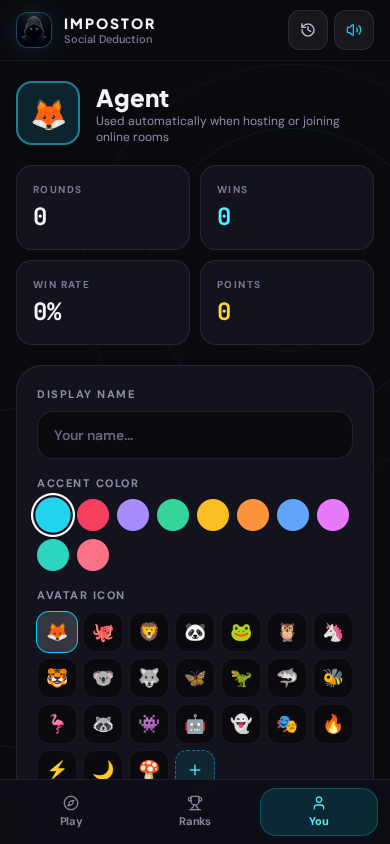 IMPOSTOR
Social Deduction
Agent
Used automatically when hosting or joining
online rooms
ROUNDS
0
WINS
0
WIN RATE
0%
POINTS
0
DISPLAY NAME
Your name...
ACCENT COLOR
AVATAR ICON
+
Play
Ranks
You